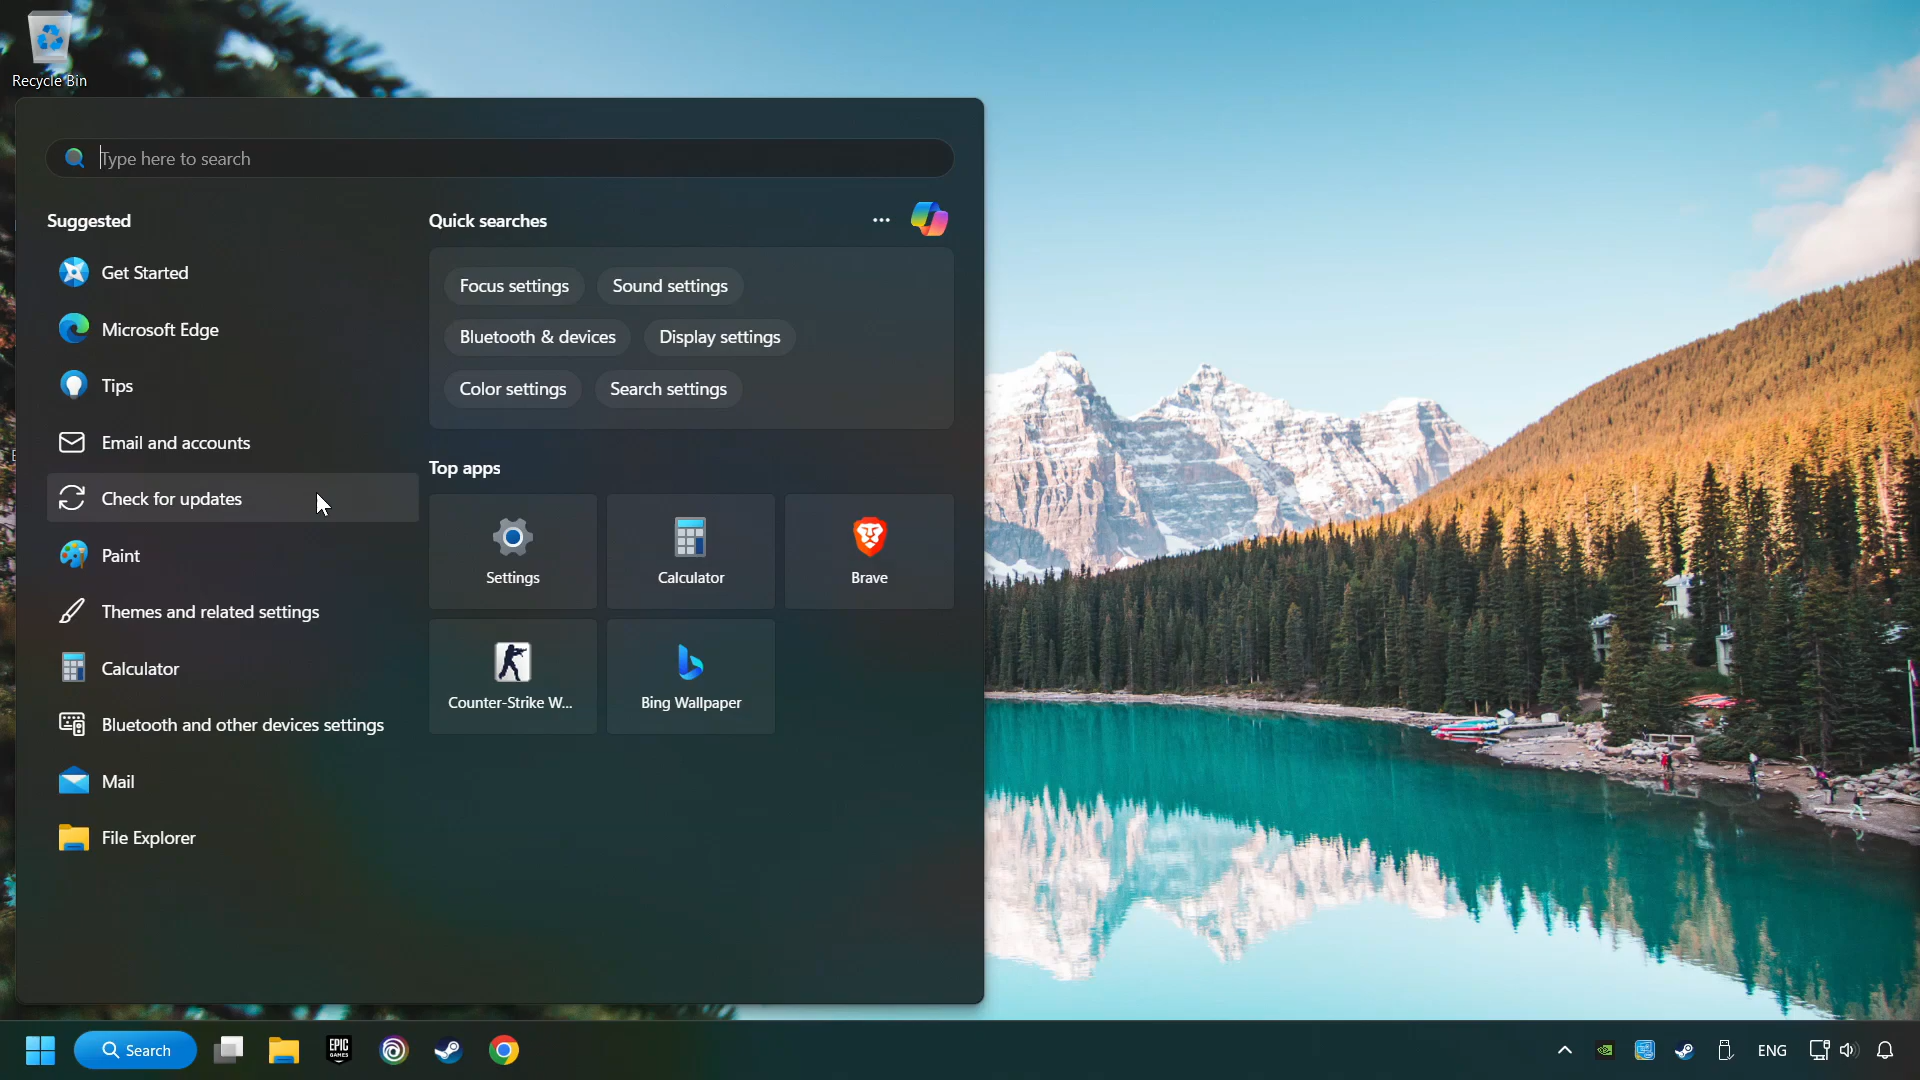 Recycle Bin
Type here to search
Suggested
Get Started
Microsoft Edge
Tips
Email and accounts
Check for updates
Paint
Themes and related settings
Calculator
Bluetooth and other devices settings
Mail
File Explorer
Quick searches
Focus settings
Sound settings
Bluetooth & devices
Display settings
Color settings
Search settings
Top apps
Settings
Calculator
Brave
Counter-Strike W...
Bing Wallpaper
Search
EPIC
GAMES
ENG